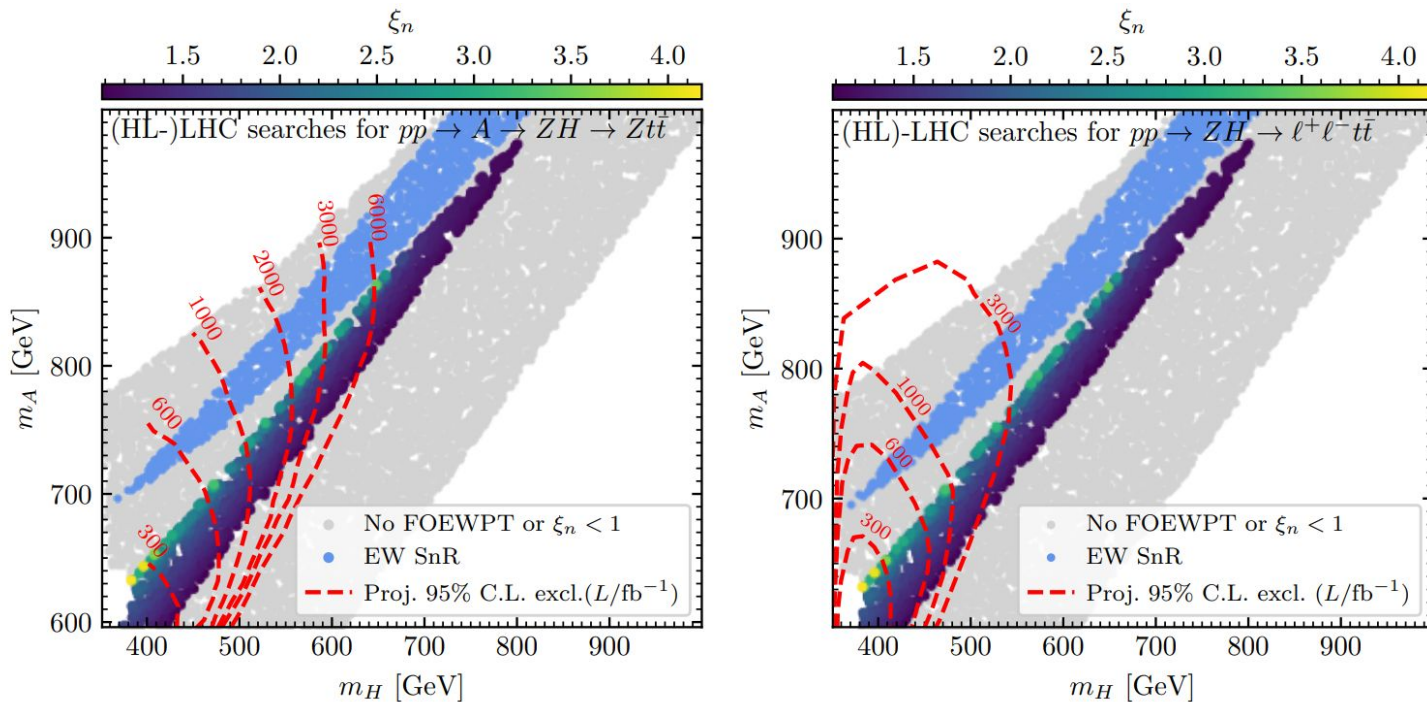 ξₙ
1.5 2.0 2.5 3.0 3.5 4.0
(HL-)LHC searches for pp → A → ZH → Ztt̄
300
600
1000
2000
3000
6000
No FOEWPT or ξₙ < 1
EW SnR
Proj. 95% C.L. excl.(L/fb⁻¹)
900
800
700
600
m_A [GeV]
400 500 600 700 800 900
m_H [GeV]
ξₙ
1.5 2.0 2.5 3.0 3.5 4.0
(HL)-LHC searches for pp → ZH → ℓ⁺ℓ⁻tt̄
300
600
1000
3000
No FOEWPT or ξₙ < 1
EW SnR
Proj. 95% C.L. excl.(L/fb⁻¹)
900
800
700
m_A [GeV]
400 500 600 700 800 900
m_H [GeV]